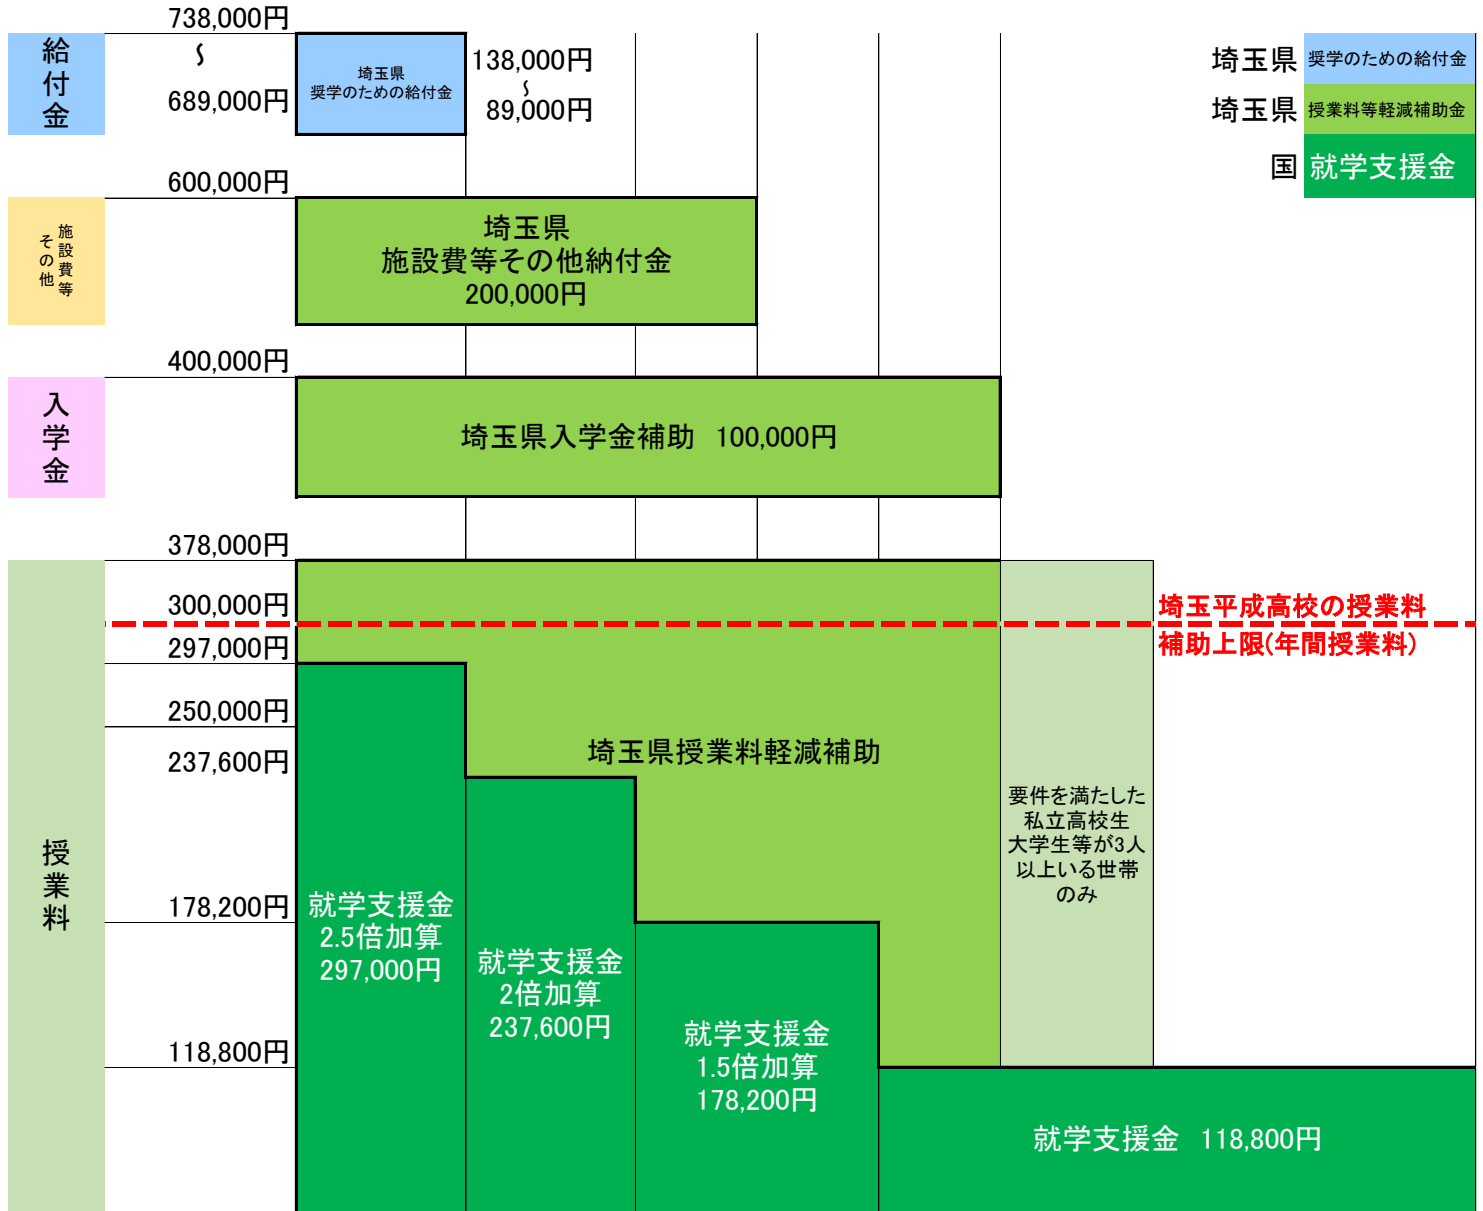 給付金
738,000円
～
689,000円
埼玉県
奨学のための給付金
138,000円
～
89,000円
埼玉県
奨学のための給付金
埼玉県
授業料等軽減補助金
国
就学支援金
施設費等
その他
600,000円
埼玉県
施設費等その他納付金
200,000円
入学金
400,000円
埼玉県入学金補助 100,000円
授業料
378,000円
300,000円
297,000円
250,000円
237,600円
178,200円
118,800円
埼玉平成高校の授業料
補助上限(年間授業料)
埼玉県授業料軽減補助
要件を満たした
私立高校生
大学生等が3人
以上いる世帯
のみ
就学支援金
2.5倍加算
297,000円
就学支援金
2倍加算
237,600円
就学支援金
1.5倍加算
178,200円
就学支援金 118,800円